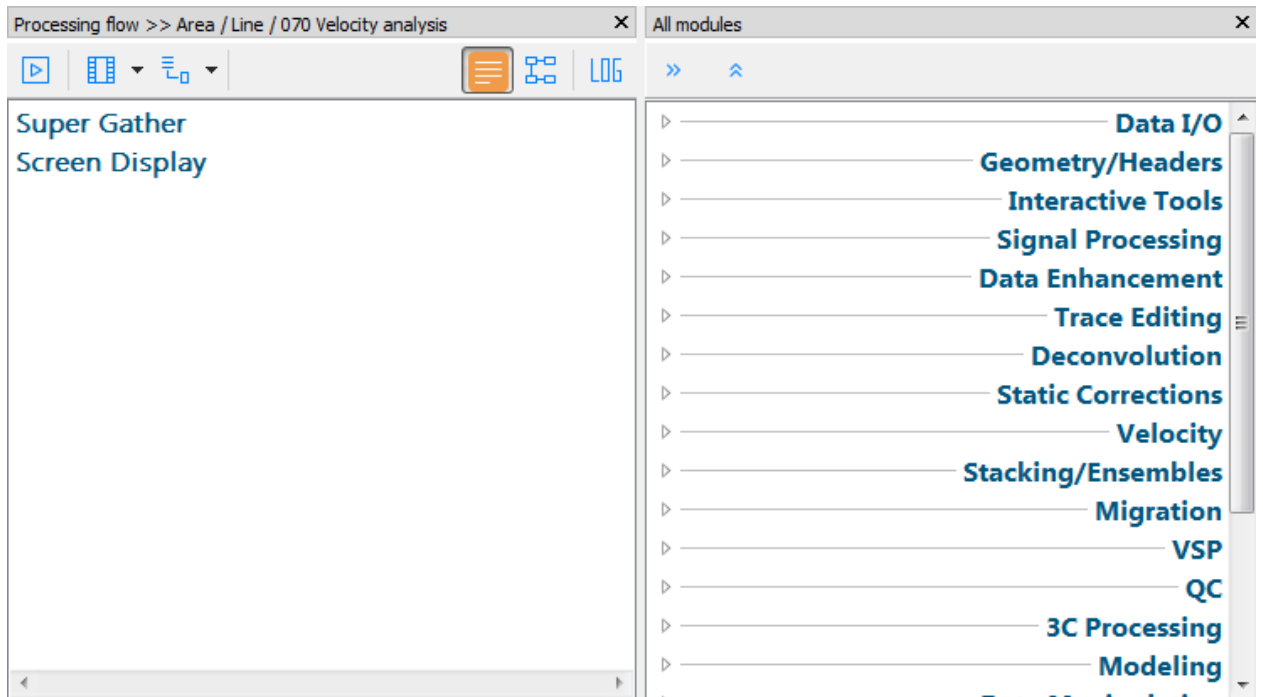 Processing flow >> Area / Line / 070 Velocity analysis
LOG
Super Gather
Screen Display
All modules
Data I/O
Geometry/Headers
Interactive Tools
Signal Processing
Data Enhancement
Trace Editing
Deconvolution
Static Corrections
Velocity
Stacking/Ensembles
Migration
VSP
QC
3C Processing
Modeling